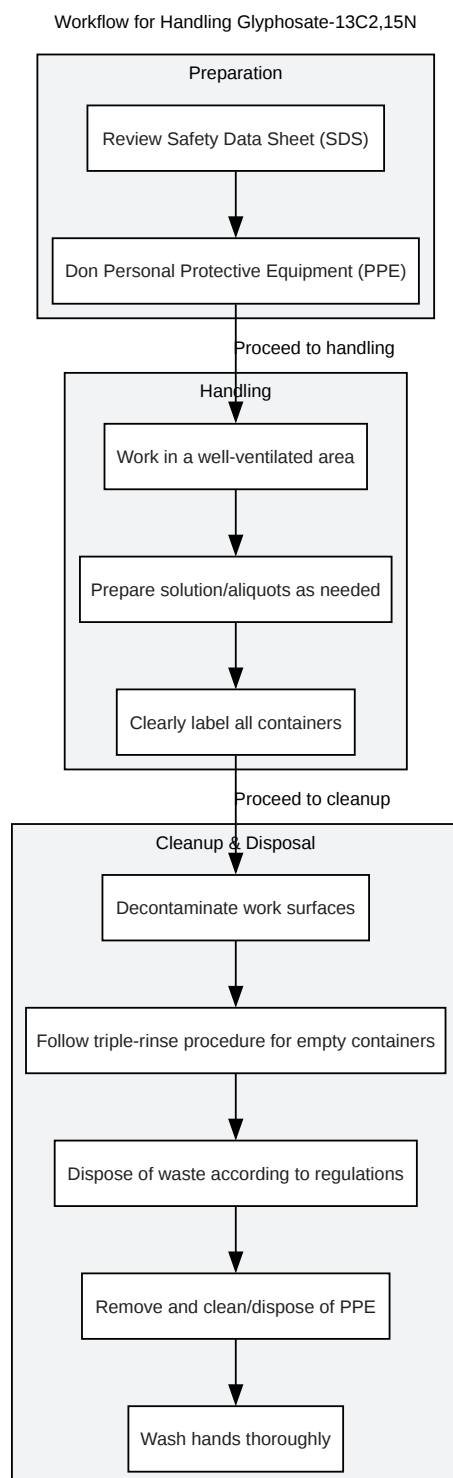 Workflow for Handling Glyphosate-13C2,15N
Preparation
Review Safety Data Sheet (SDS)
Don Personal Protective Equipment (PPE)
Proceed to handling
Handling
Work in a well-ventilated area
Prepare solution/aliquots as needed
Clearly label all containers
Proceed to cleanup
Cleanup & Disposal
Decontaminate work surfaces
Follow triple-rinse procedure for empty containers
Dispose of waste according to regulations
Remove and clean/dispose of PPE
Wash hands thoroughly